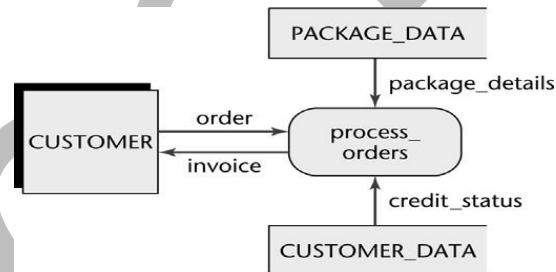 PACKAGE_DATA
package_details
order
CUSTOMER
process_
orders
invoice
credit_status
CUSTOMER_DATA